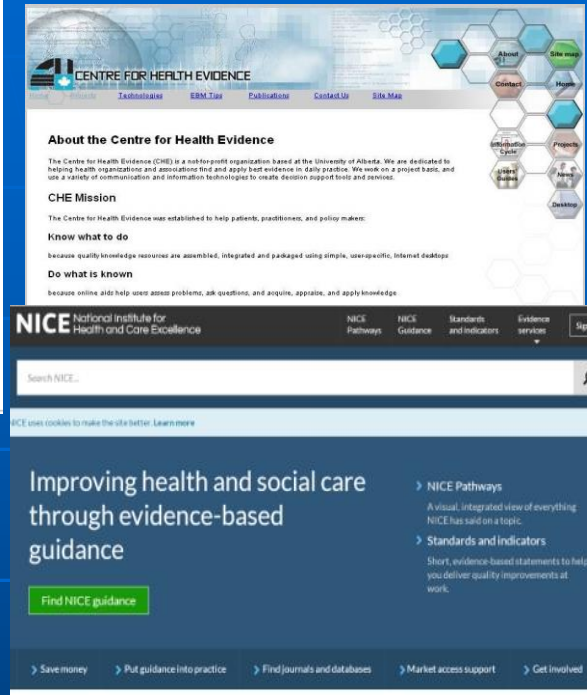 CENTRE FOR HEALTH EVIDENCE
Home Projects Technologies EBM Tips Publications Contact Us Site Map
About
Site map
Contact
Home
Information Cycle
Projects
Users' Guides
News
Desktop
About the Centre for Health Evidence
The Centre for Health Evidence (CHE) is a not-for-profit organization based at the University of Alberta. We are dedicated to
helping health organizations and associations find and apply best evidence in daily practice. We work on a project basis, and
use a variety of communication and information technologies to create decision support tools and services.
CHE Mission
The Centre for Health Evidence was established to help patients, practitioners, and policy makers:
Know what to do
because quality knowledge resources are assembled, integrated and packaged using simple, user-specific, Internet desktops
Do what is known
because online aids help users assess problems, ask questions, and acquire, appraise, and apply knowledge
NICE National Institute for
Health and Care Excellence
NICE Pathways
NICE Guidance
Standards and indicators
Evidence services
Sig
Search NICE...
NICE uses cookies to make the site better. Learn more
Improving health and social care
through evidence-based
guidance
Find NICE guidance
NICE Pathways
A visual, integrated view of everything
NICE has said on a topic.
Standards and indicators
Short, evidence-based statements to help
you deliver quality improvements at
work.
Save money Put guidance into practice Find journals and databases Market access support Get involved